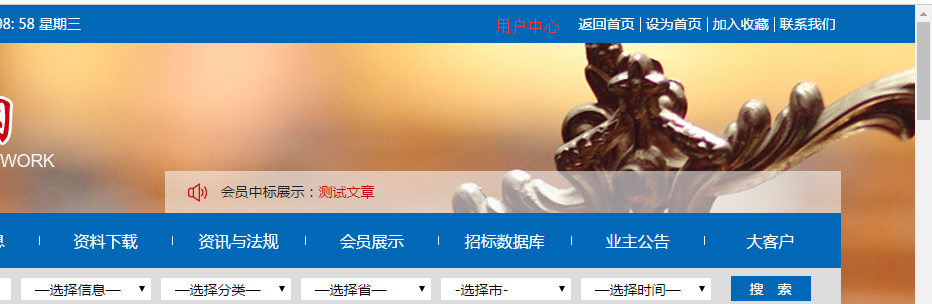 08: 58 星期三 用户中心 返回首页 | 设为首页 | 加入收藏 | 联系我们
网
WORK
会员中标展示：测试文章
息 | 资料下载 | 资讯与法规 | 会员展示 | 招标数据库 | 业主公告 | 大客户
—选择信息— —选择分类— —选择省— -选择市- —选择时间— 搜 索